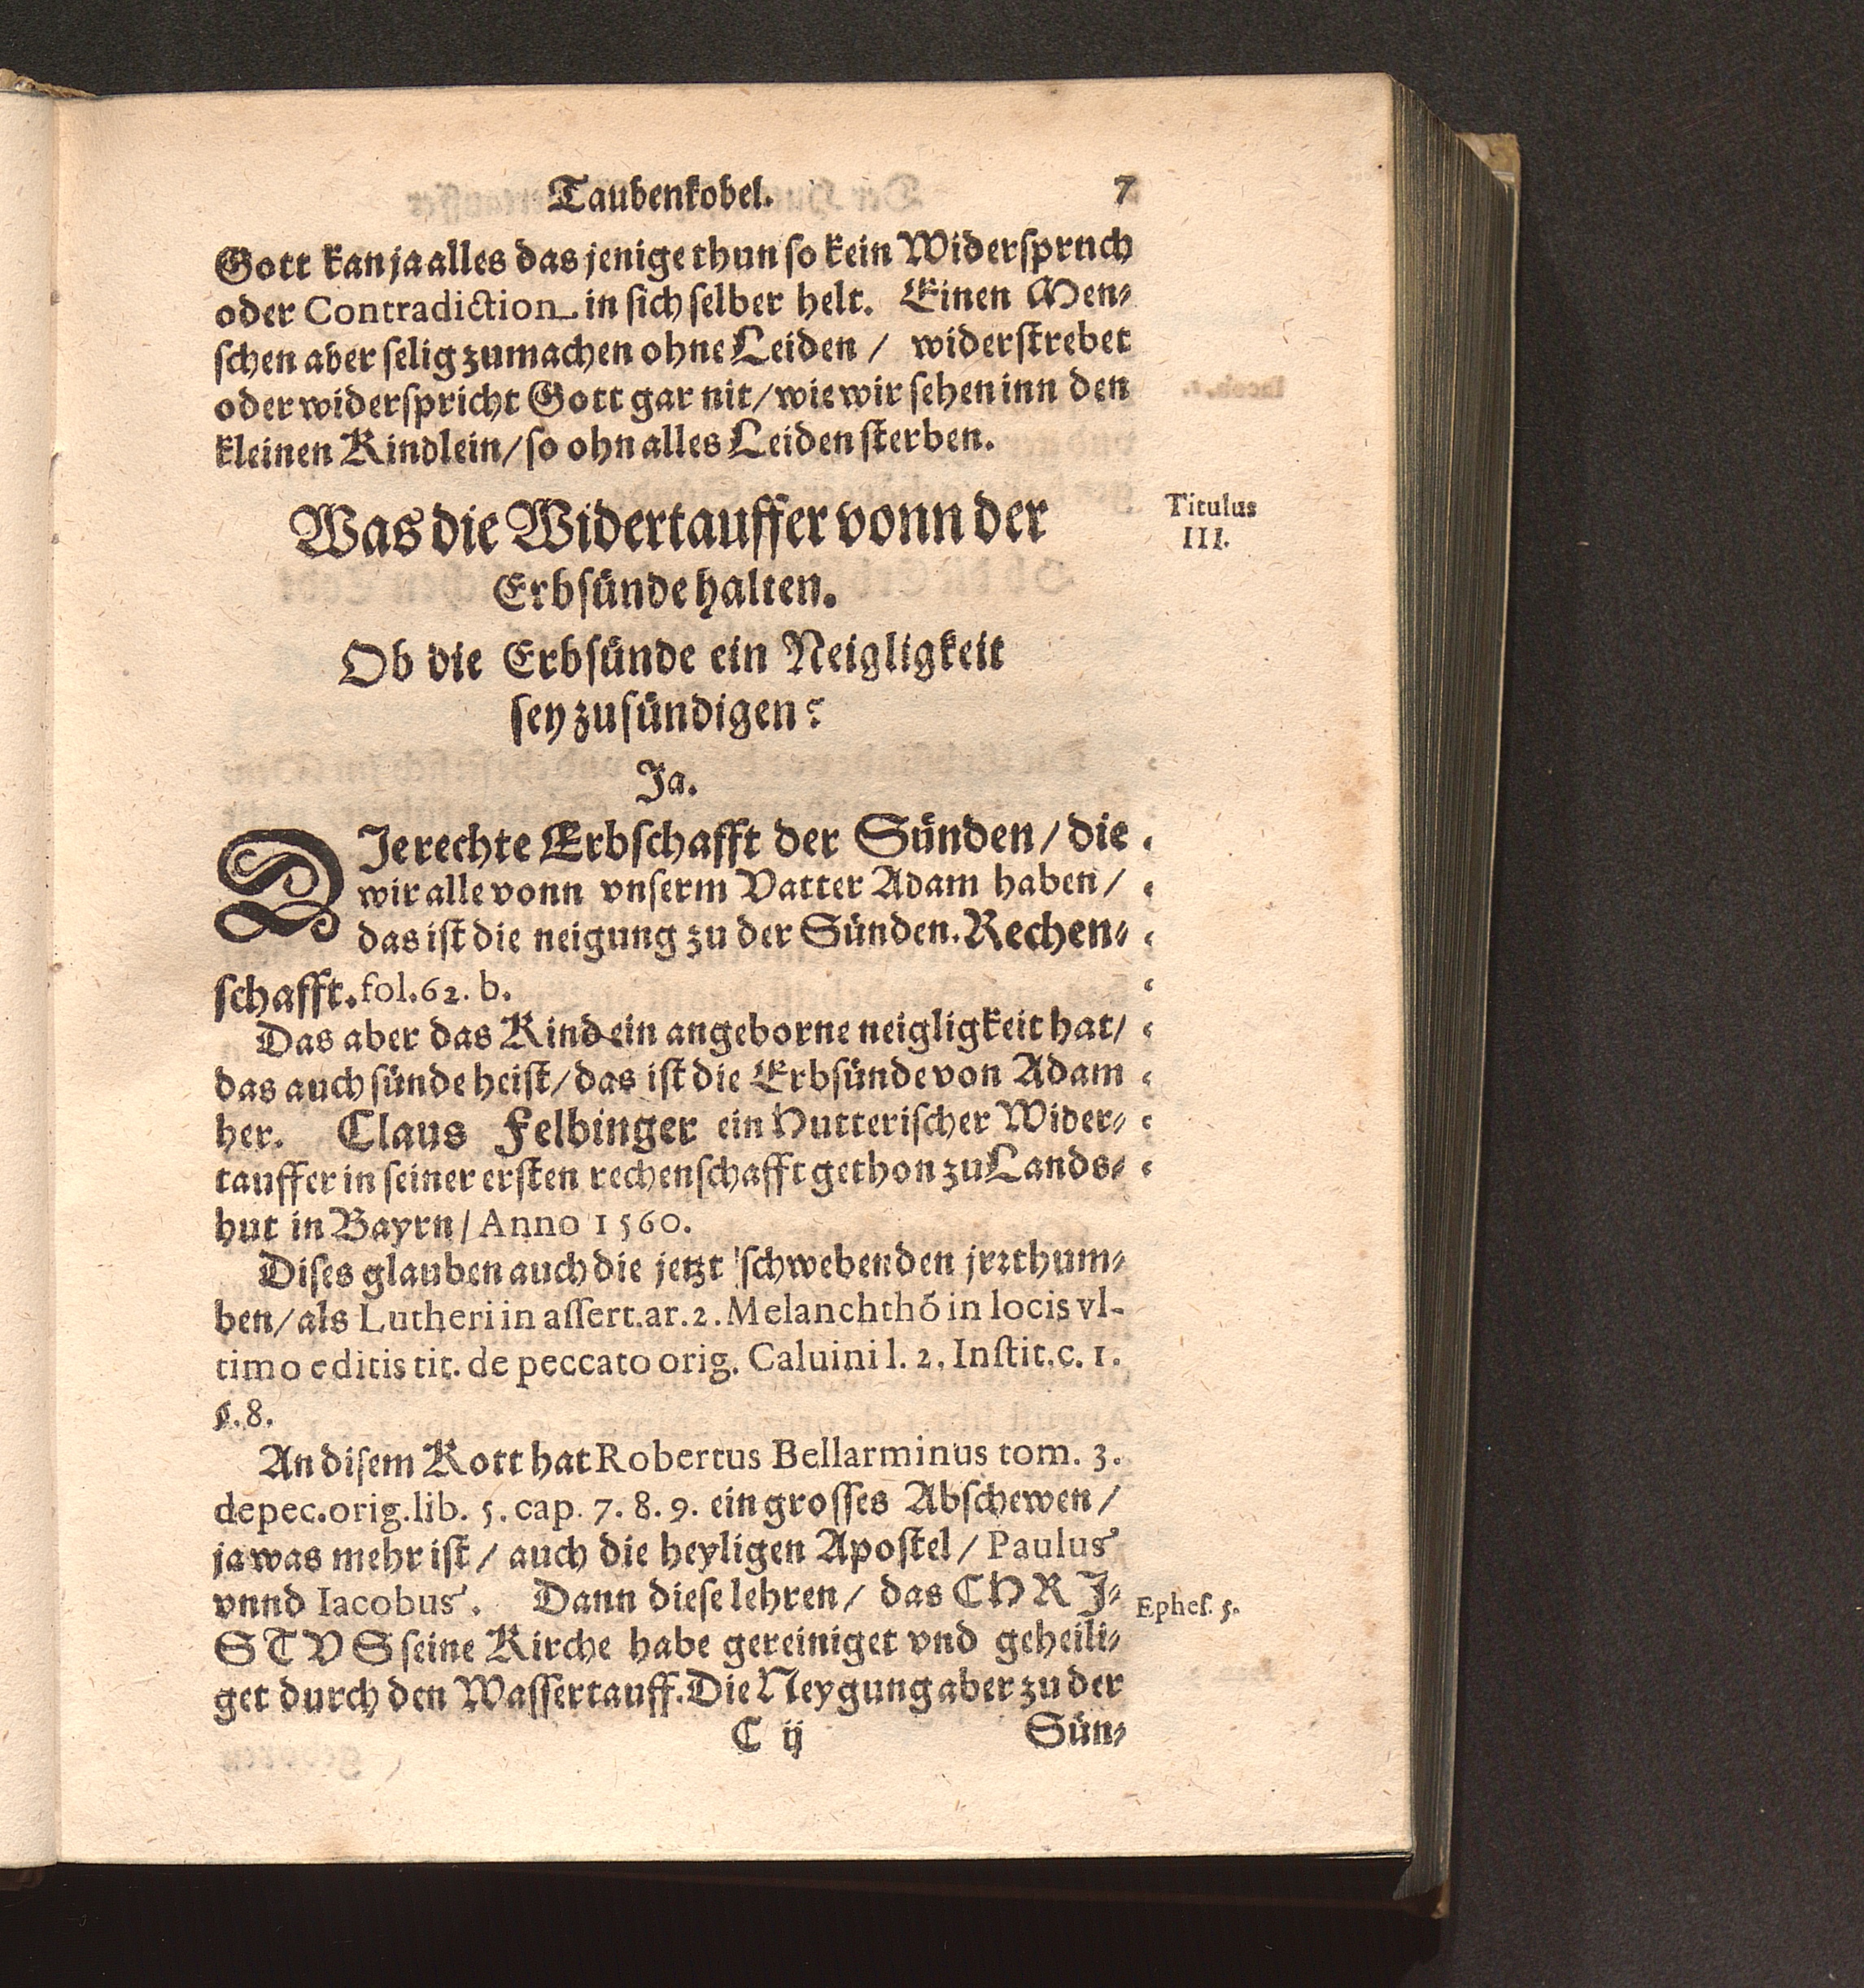 Taubenkobel. 7
Gott kan ja alles das jenige thun so kein Widerspruch
oder Contradiction in sich selber helt. Einen Men-
schen aber selig zumachen ohne Leiden / widerstrebet
oder widerspricht Gott gar nit / wie wir sehen inn den
kleinen Kindlein / so ohn alles Leiden sterben.
Was die Widertauffer vonn der
Titulus
III.
Erbsünde halten.
Ob die Erbsünde ein Neigligkeit
sey zusündigen?
Ja.
DJe rechte Erbschafft der Sünden / die
wir alle vonn vnserm Vatter Adam haben /
das ist die neigung zu der Sünden. Rechen-
schafft. fol. 62. b.
Das aber das Kind ein angeborne neigligkeit hat /
das auch sünde heist / das ist die Erbsünde von Adam
her. Claus Felbinger ein Hutterischer Wider-
tauffer in seiner ersten rechenschafft gethon zu Lands-
hut in Bayrn / Anno 1560.
Dises glauben auch die jetzt schwebenden jrrthum-
ben / als Lutheri in assert. ar. 2. Melanchthō in locis vl-
timo editis tit. de peccato orig. Caluini l. 2. Instit. c. 1.
§. 8.
An disem Kott hat Robertus Bellarminus tom. 3.
de pec. orig. lib. 5. cap. 7. 8. 9. ein grosses Abschewen /
ja was mehr ist / auch die heyligen Apostel / Paulus
vnnd Iacobus. Dann diese lehren / das CHRJ-
Ephes. 5.
STVS seine Kirche habe gereiniget vnd geheili-
get durch den Wassertauff. Die Neygung aber zu der
C ij Sün-